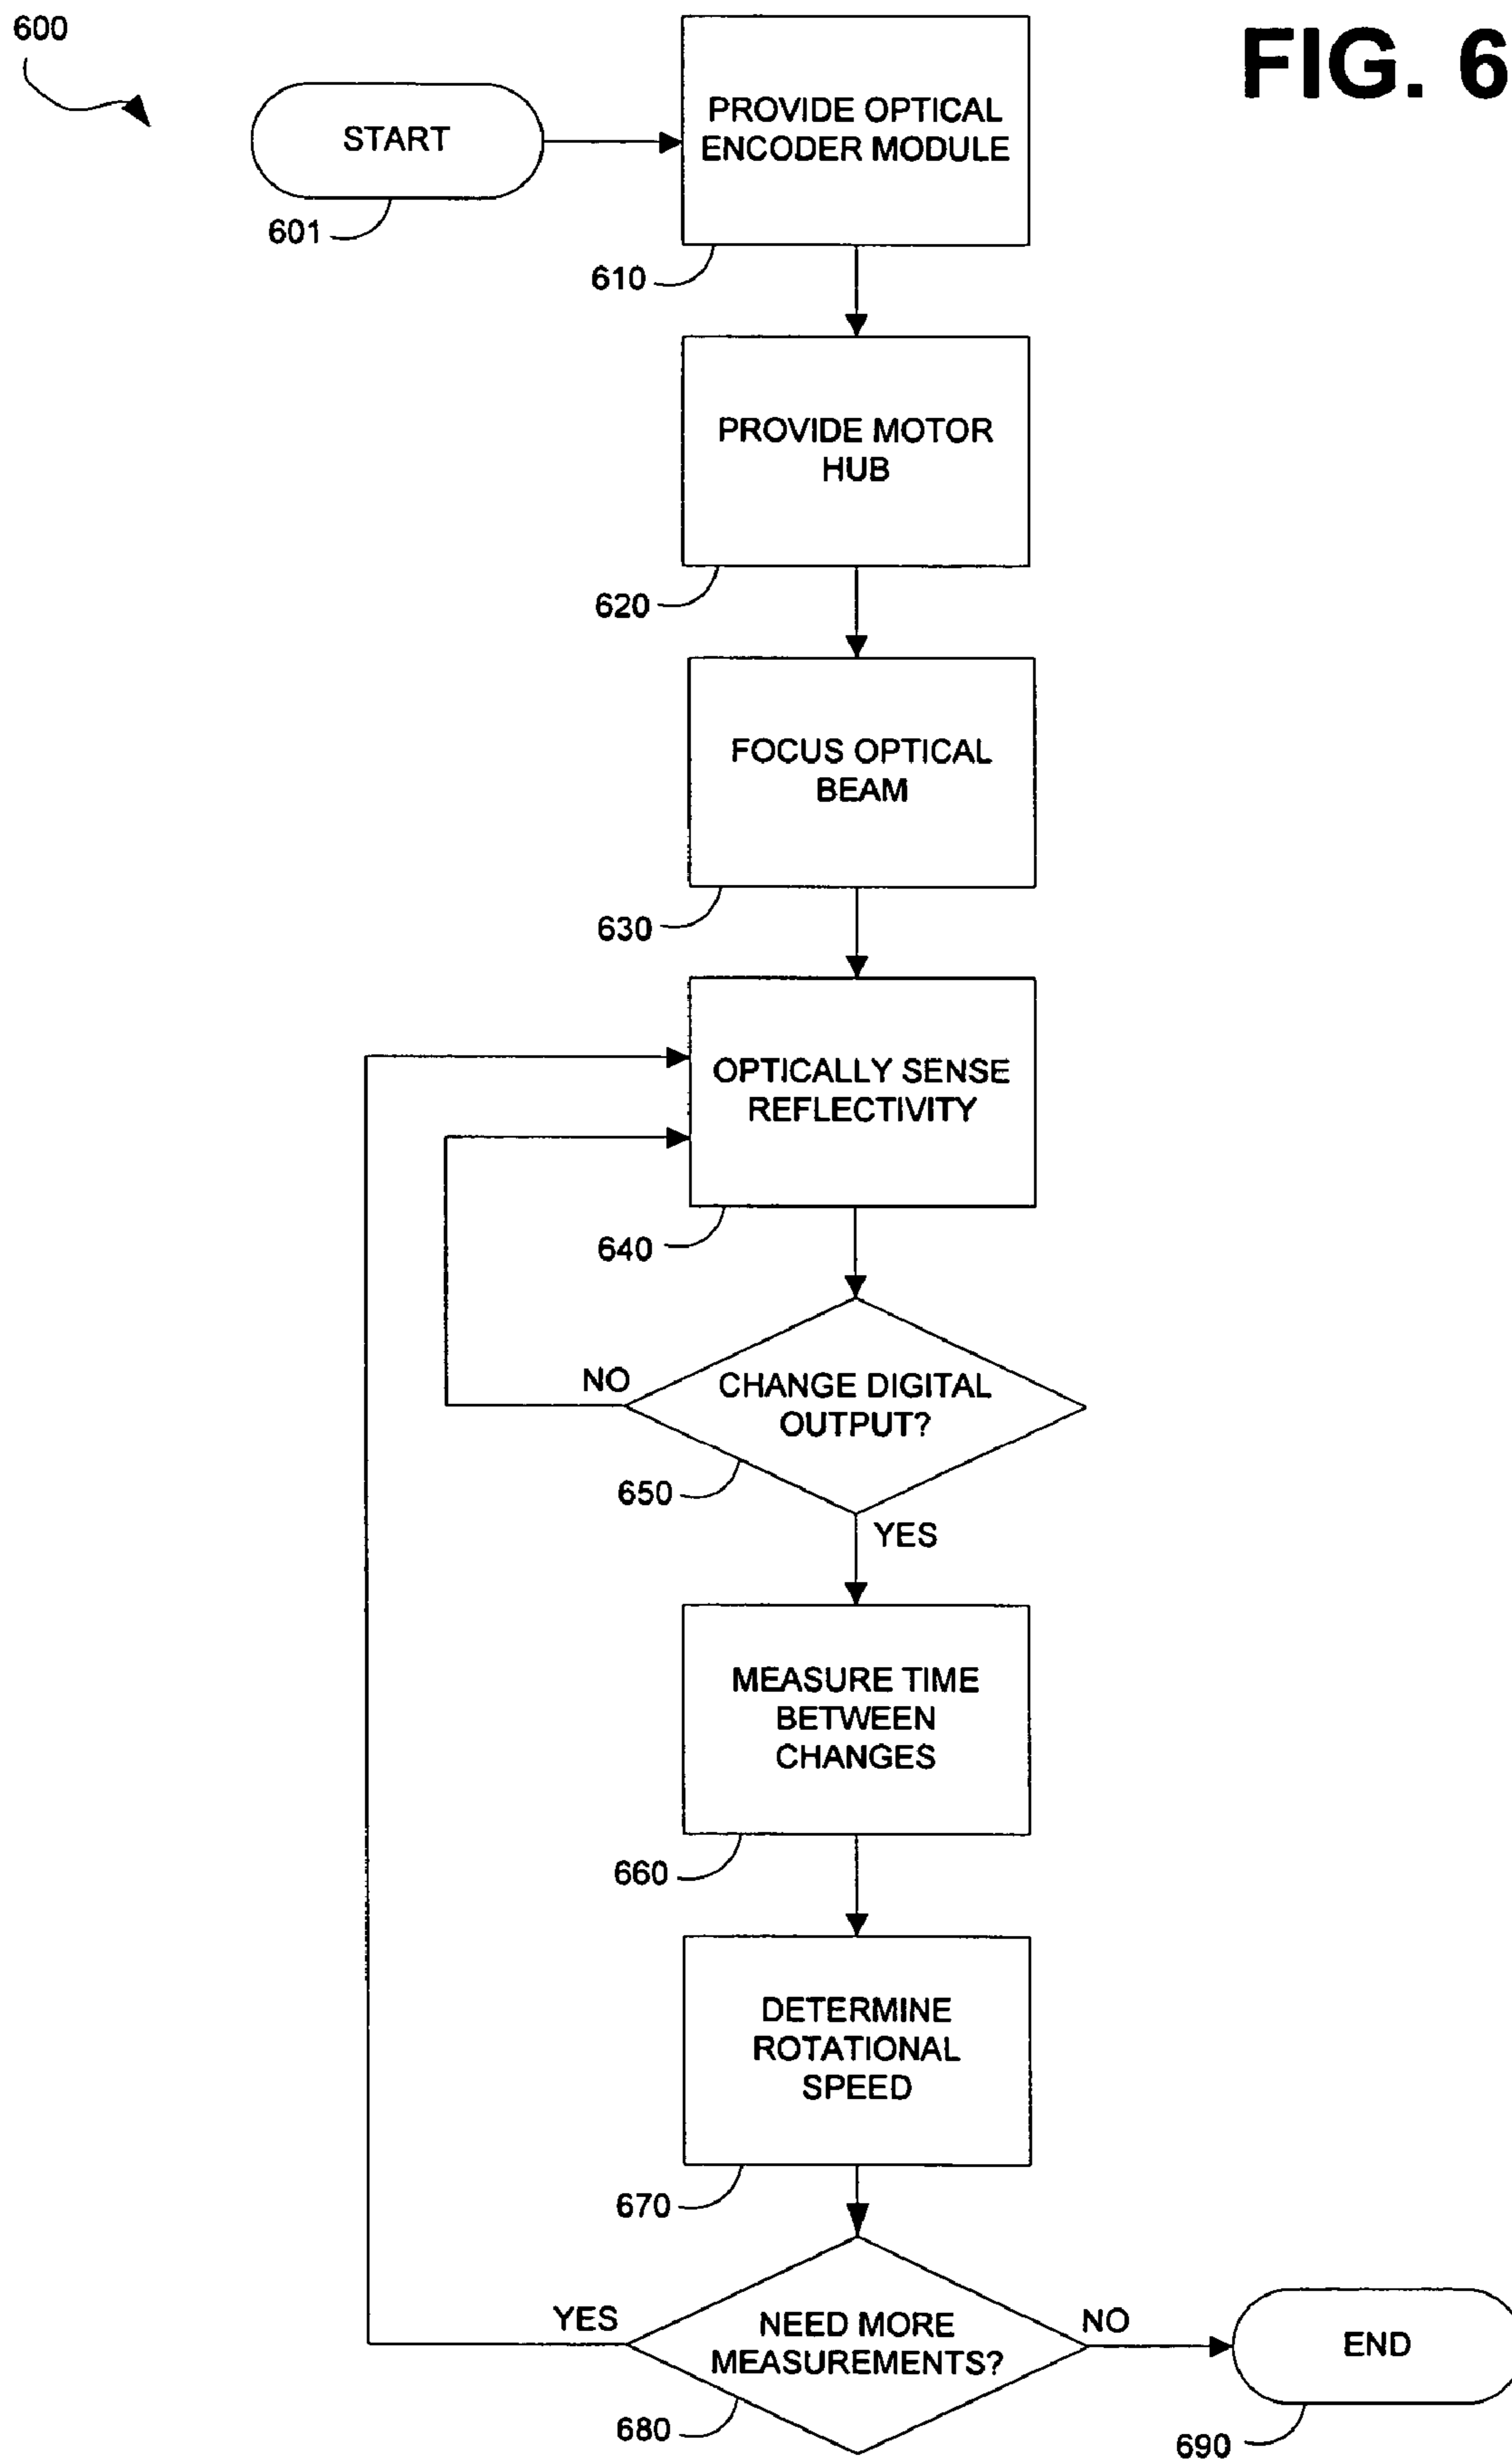 600
FIG. 6
START
601
PROVIDE OPTICAL
ENCODER MODULE
610
PROVIDE MOTOR
HUB
620
FOCUS OPTICAL
BEAM
630
OPTICALLY SENSE
REFLECTIVITY
640
NO
CHANGE DIGITAL
OUTPUT?
650
YES
MEASURE TIME
BETWEEN
CHANGES
660
DETERMINE
ROTATIONAL
SPEED
670
YES
NEED MORE
MEASUREMENTS?
NO
END
680
690